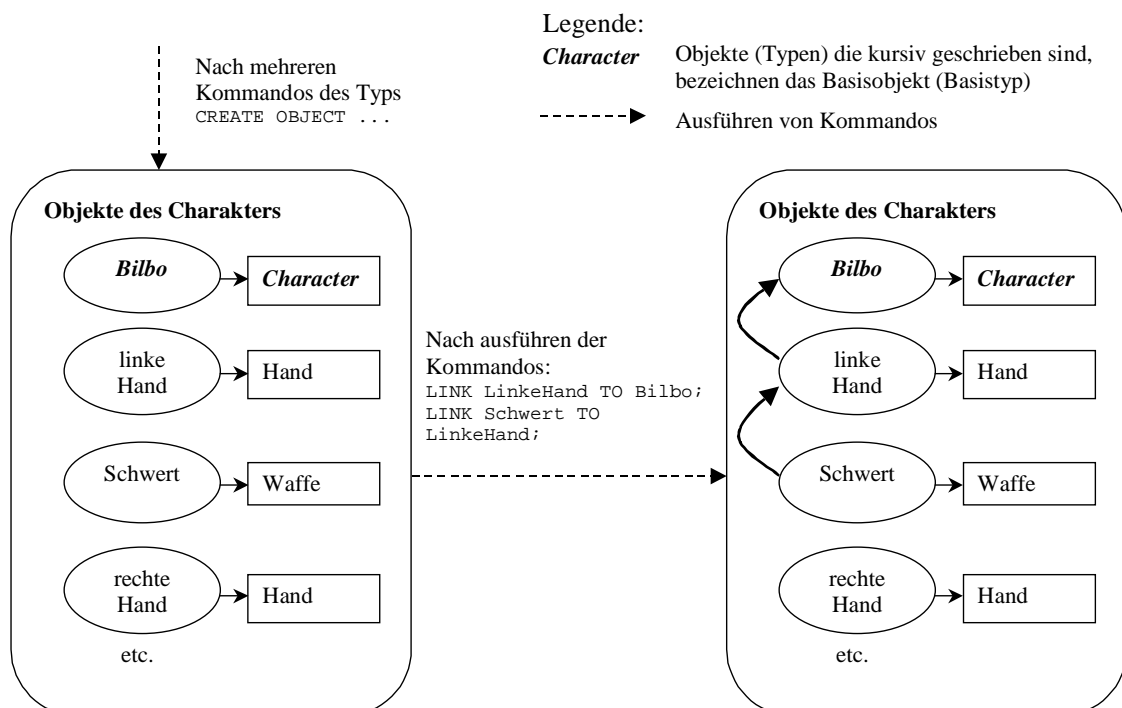 Legende:
Character
Objekte (Typen) die kursiv geschrieben sind,
bezeichnen das Basisobjekt (Basistyp)
Ausführen von Kommandos
Nach mehreren
Kommandos des Typs
CREATE OBJECT ...
Objekte des Charakters
Bilbo
Character
linke
Hand
Hand
Schwert
Waffe
rechte
Hand
Hand
etc.
Nach ausführen der
Kommandos:
LINK LinkeHand TO Bilbo;
LINK Schwert TO
LinkeHand;
Objekte des Charakters
Bilbo
Character
linke
Hand
Hand
Schwert
Waffe
rechte
Hand
Hand
etc.